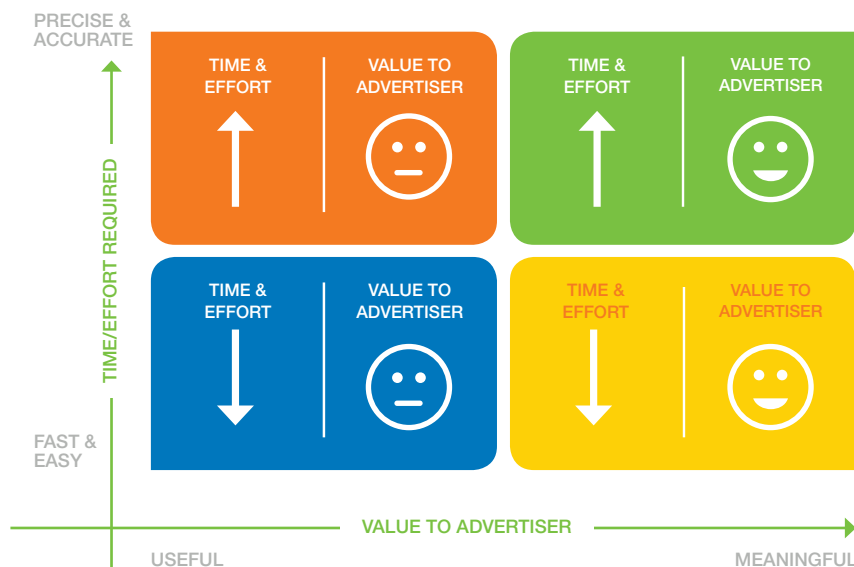 PRECISE &
ACCURATE
TIME/EFFORT REQUIRED
FAST &
EASY
TIME &
EFFORT
VALUE TO
ADVERTISER
TIME &
EFFORT
VALUE TO
ADVERTISER
TIME &
EFFORT
VALUE TO
ADVERTISER
TIME &
EFFORT
VALUE TO
ADVERTISER
VALUE TO ADVERTISER
USEFUL
MEANINGFUL